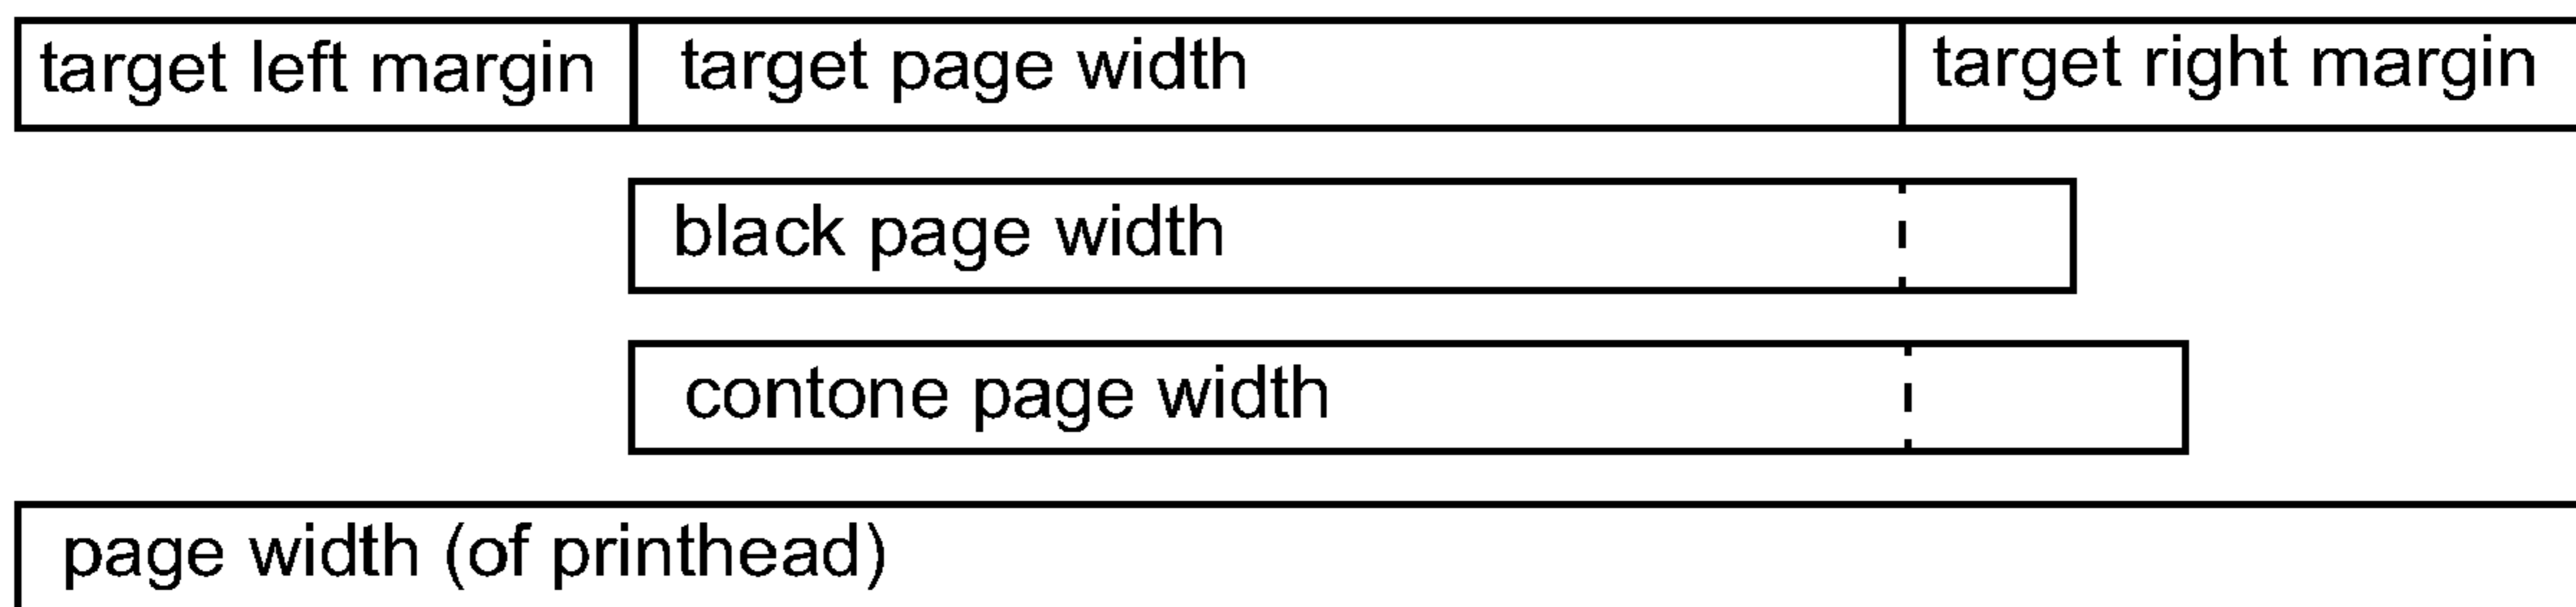 target left margin target page width target right margin
black page width
contone page width
page width (of printhead)